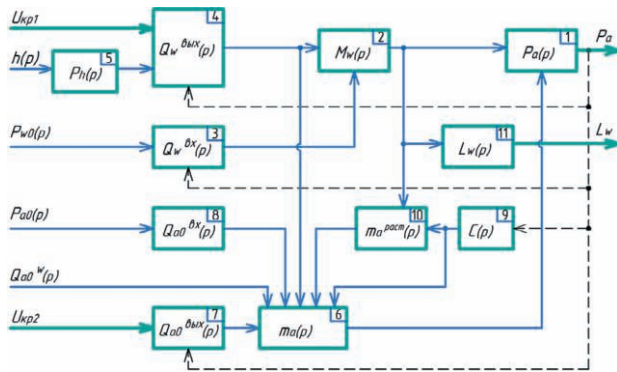 Uкр1
4
Qw вых(p)
2
Mw(p)
1
Pa(p)
Pa
h(p)
5
Ph(p)
Pw0(p)
3
Qw вх(p)
11
Lw(p)
Lw
Pa0(p)
8
Qa0 вх(p)
10
ma раст(p)
9
C(p)
Qa0 w(p)
Uкр2
7
Qa0 вых(p)
6
ma(p)